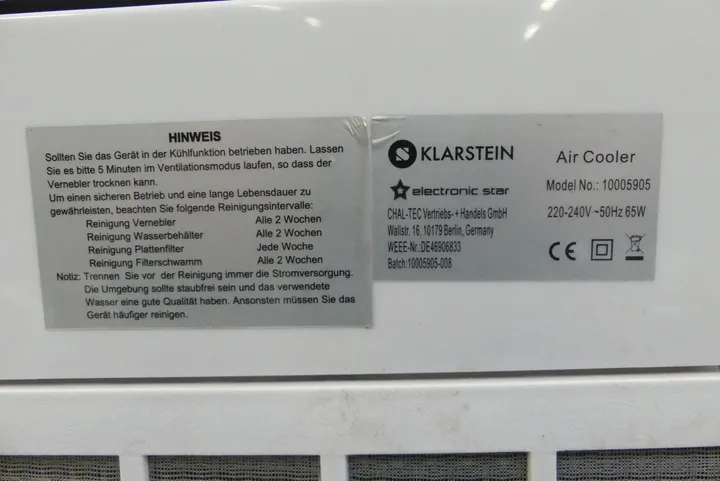 HINWEIS
Sollten Sie das Gerät in der Kühlfunktion betrieben haben. Lassen
Sie es bitte 5 Minuten im Ventilationsmodus laufen, so dass der
Vernebler trocknen kann.
Um einen sicheren Betrieb und eine lange Lebensdauer zu
gewährleisten, beachten Sie folgende Reinigungsintervalle:
Reinigung Vernebler Alle 2 Wochen
Reinigung Wasserbehälter Alle 2 Wochen
Reinigung Plattenfilter Jede Woche
Reinigung Filterschwamm Alle 2 Wochen
Notiz: Trennen Sie vor der Reinigung immer die Stromversorgung.
Die Umgebung sollte staubfrei sein und das verwendete
Wasser eine gute Qualität haben. Ansonsten müssen Sie das
Gerät häufiger reinigen.
KLARSTEIN
electronic star
CHAL-TEC Vertriebs- + Handels GmbH
Wallstr. 16, 10179 Berlin, Germany
WEEE-Nr.:DE46906833
Batch:10005905-008
Air Cooler
Model No.: 10005905
220-240V ~50Hz 65W
CE